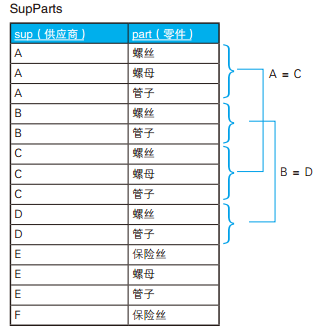 SupParts
sup（供应商） part（零件）
A 螺丝
A 螺母
A 管子
B 螺丝
B 管子
C 螺丝
C 螺母
C 管子
D 螺丝
D 管子
E 保险丝
E 螺母
E 管子
F 保险丝
A = C
B = D